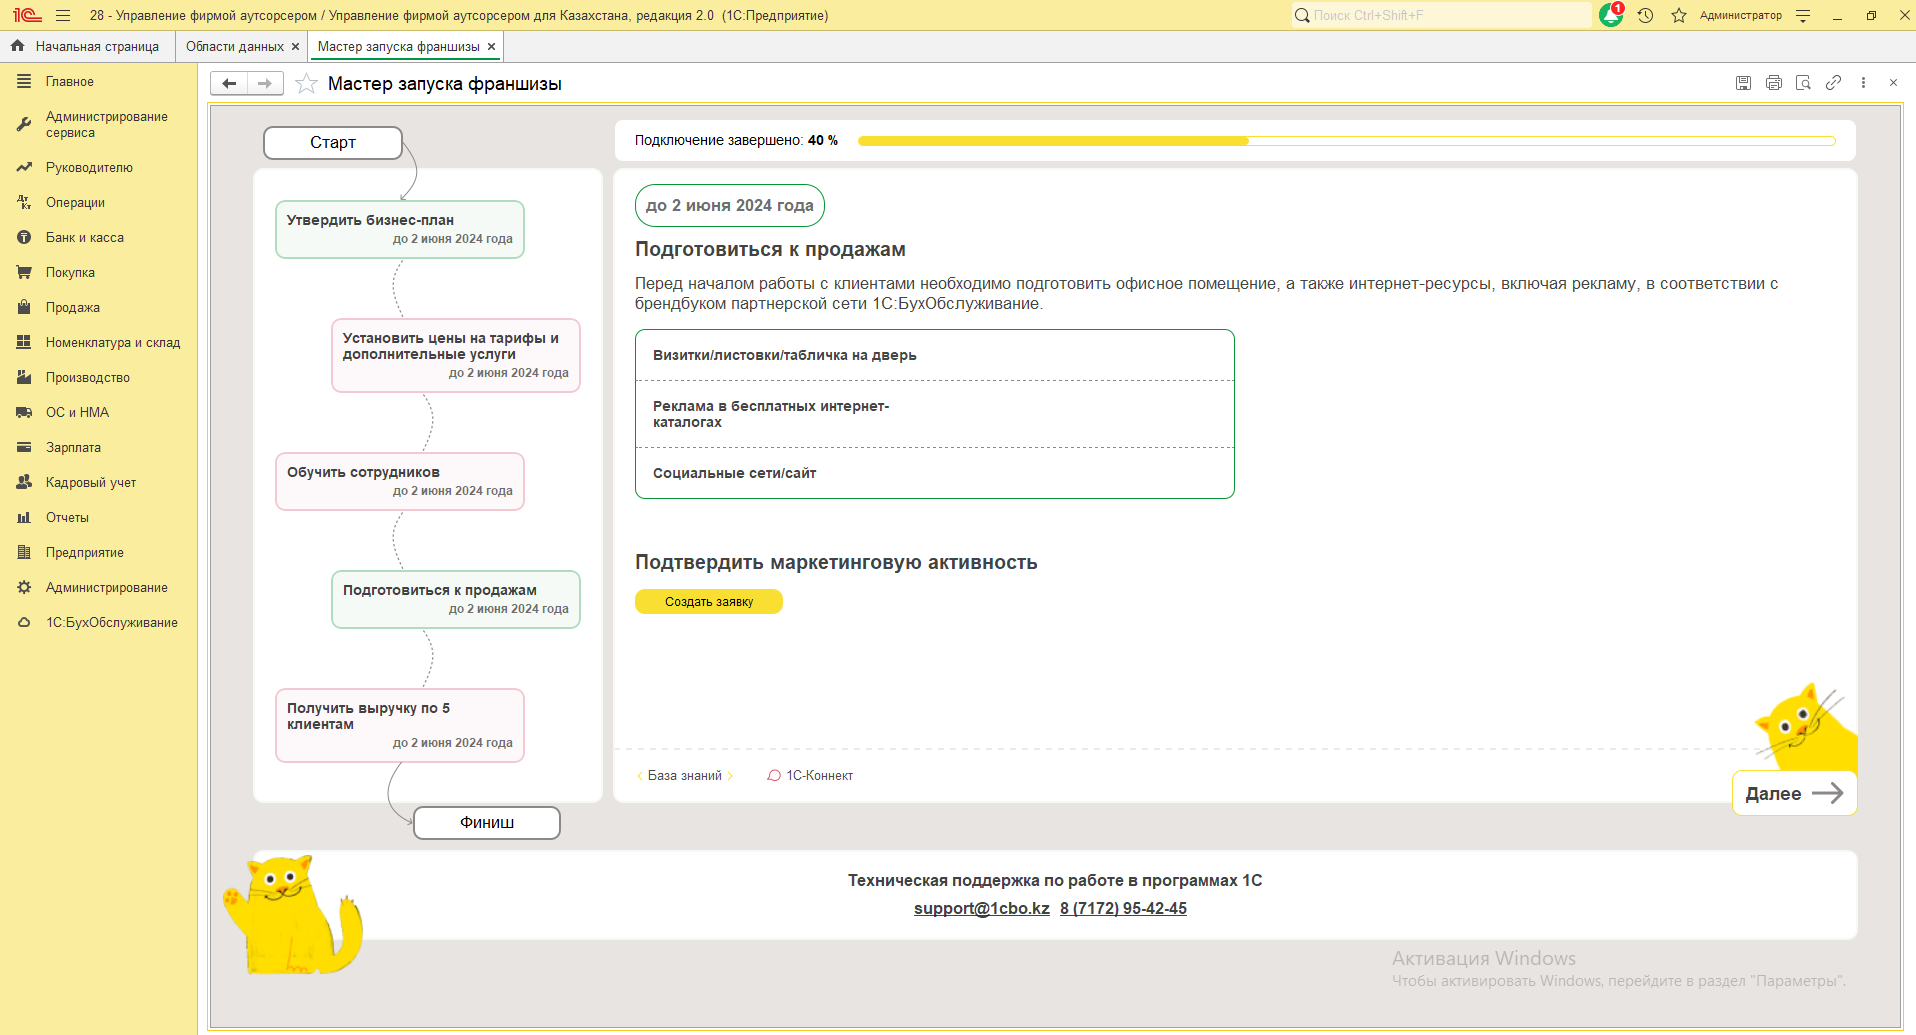 1С
28 - Управление фирмой аутсорсером / Управление фирмой аутсорсером для Казахстана, редакция 2.0 (1С:Предприятие)
Поиск Ctrl+Shift+F
1
Администратор
Начальная страница
Области данных
Мастер запуска франшизы
Главное
Администрирование
сервиса
Руководителю
Операции
Банк и касса
Покупка
Продажа
Номенклатура и склад
Производство
ОС и НМА
Зарплата
Кадровый учет
Отчеты
Предприятие
Администрирование
1С:БухОбслуживание
Мастер запуска франшизы
Старт
Утвердить бизнес-план
до 2 июня 2024 года
Установить цены на тарифы и
дополнительные услуги
до 2 июня 2024 года
Обучить сотрудников
до 2 июня 2024 года
Подготовиться к продажам
до 2 июня 2024 года
Получить выручку по 5
клиентам
до 2 июня 2024 года
Финиш
Подключение завершено: 40 %
до 2 июня 2024 года
Подготовиться к продажам
Перед началом работы с клиентами необходимо подготовить офисное помещение, а также интернет-ресурсы, включая рекламу, в соответствии с
брендбуком партнерской сети 1С:БухОбслуживание.
Визитки/листовки/табличка на дверь
Реклама в бесплатных интернет-
каталогах
Социальные сети/сайт
Подтвердить маркетинговую активность
Создать заявку
База знаний
1С-Коннект
Далее
Техническая поддержка по работе в программах 1С
support@1cbo.kz 8 (7172) 95-42-45
Активация Windows
Чтобы активировать Windows, перейдите в раздел "Параметры".